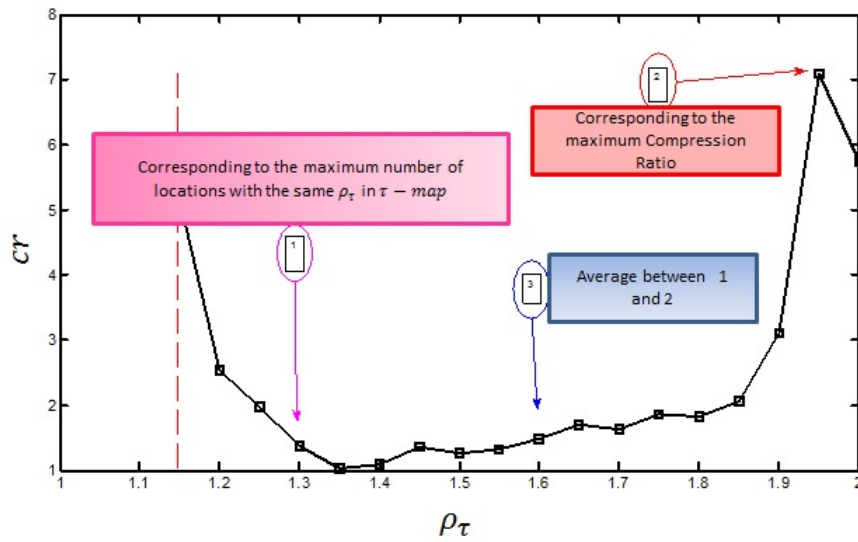 8
7
6
5
4
3
2
1
cr
Corresponding to the maximum number of
locations with the same ρτ in τ − map
1
2
Corresponding to the
maximum Compression
Ratio
3
Average between 1
and 2
1 1.1 1.2 1.3 1.4 1.5 1.6 1.7 1.8 1.9 2
ρτ